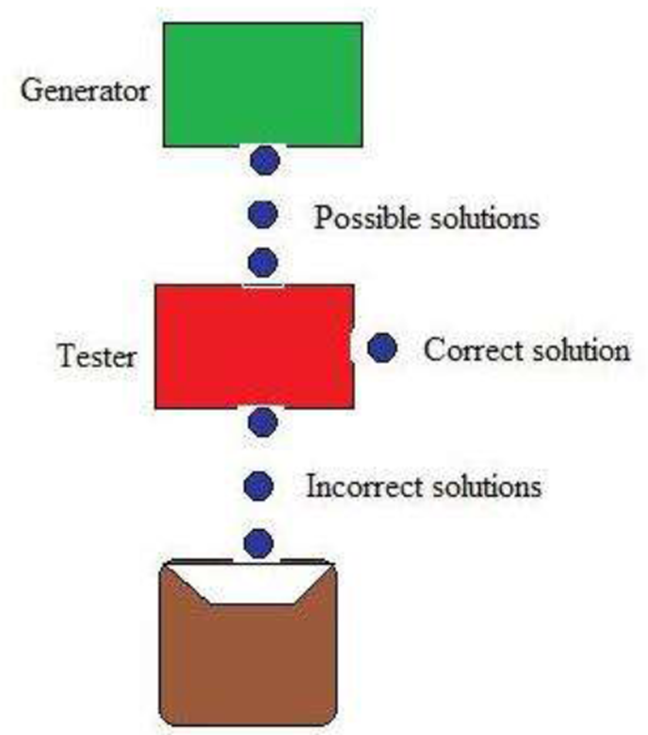 Generator
Possible solutions
Tester
Correct solution
Incorrect solutions